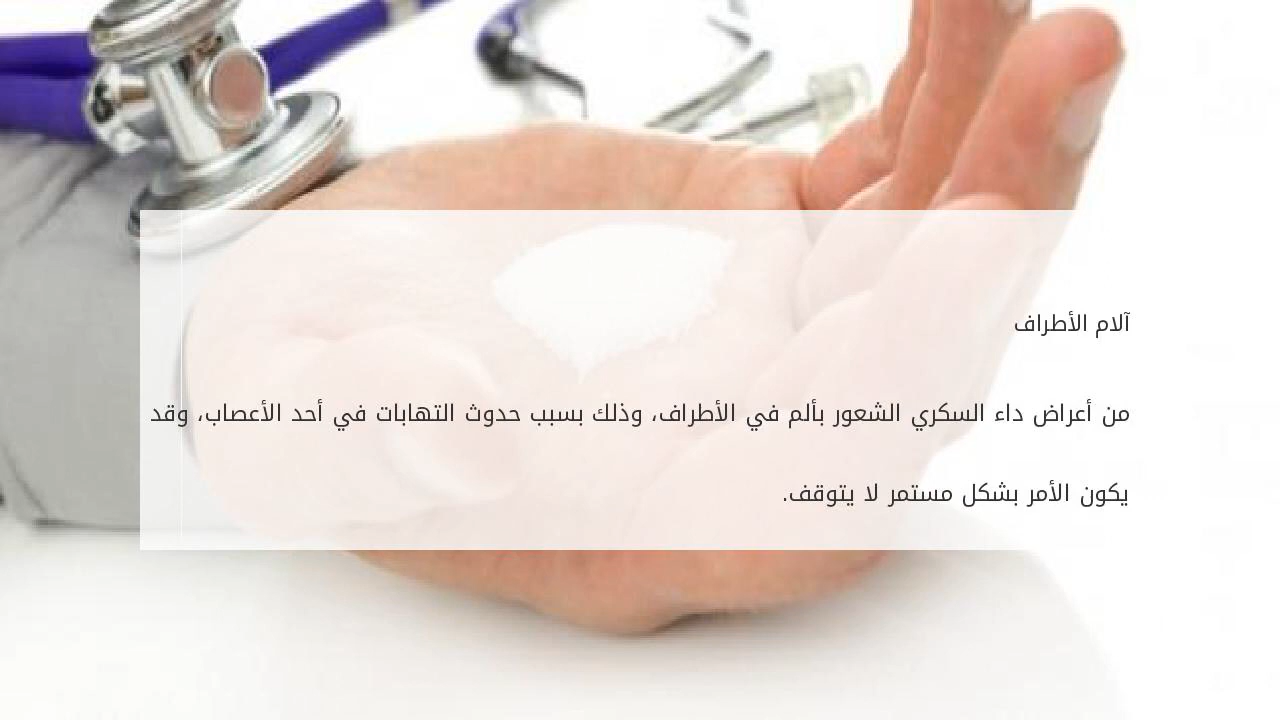 آلام الأطراف
من أعراض داء السكري الشعور بألم في الأطراف، وذلك بسبب حدوث التهابات في أحد الأعصاب، وقد
يكون الأمر بشكل مستمر لا يتوقف.